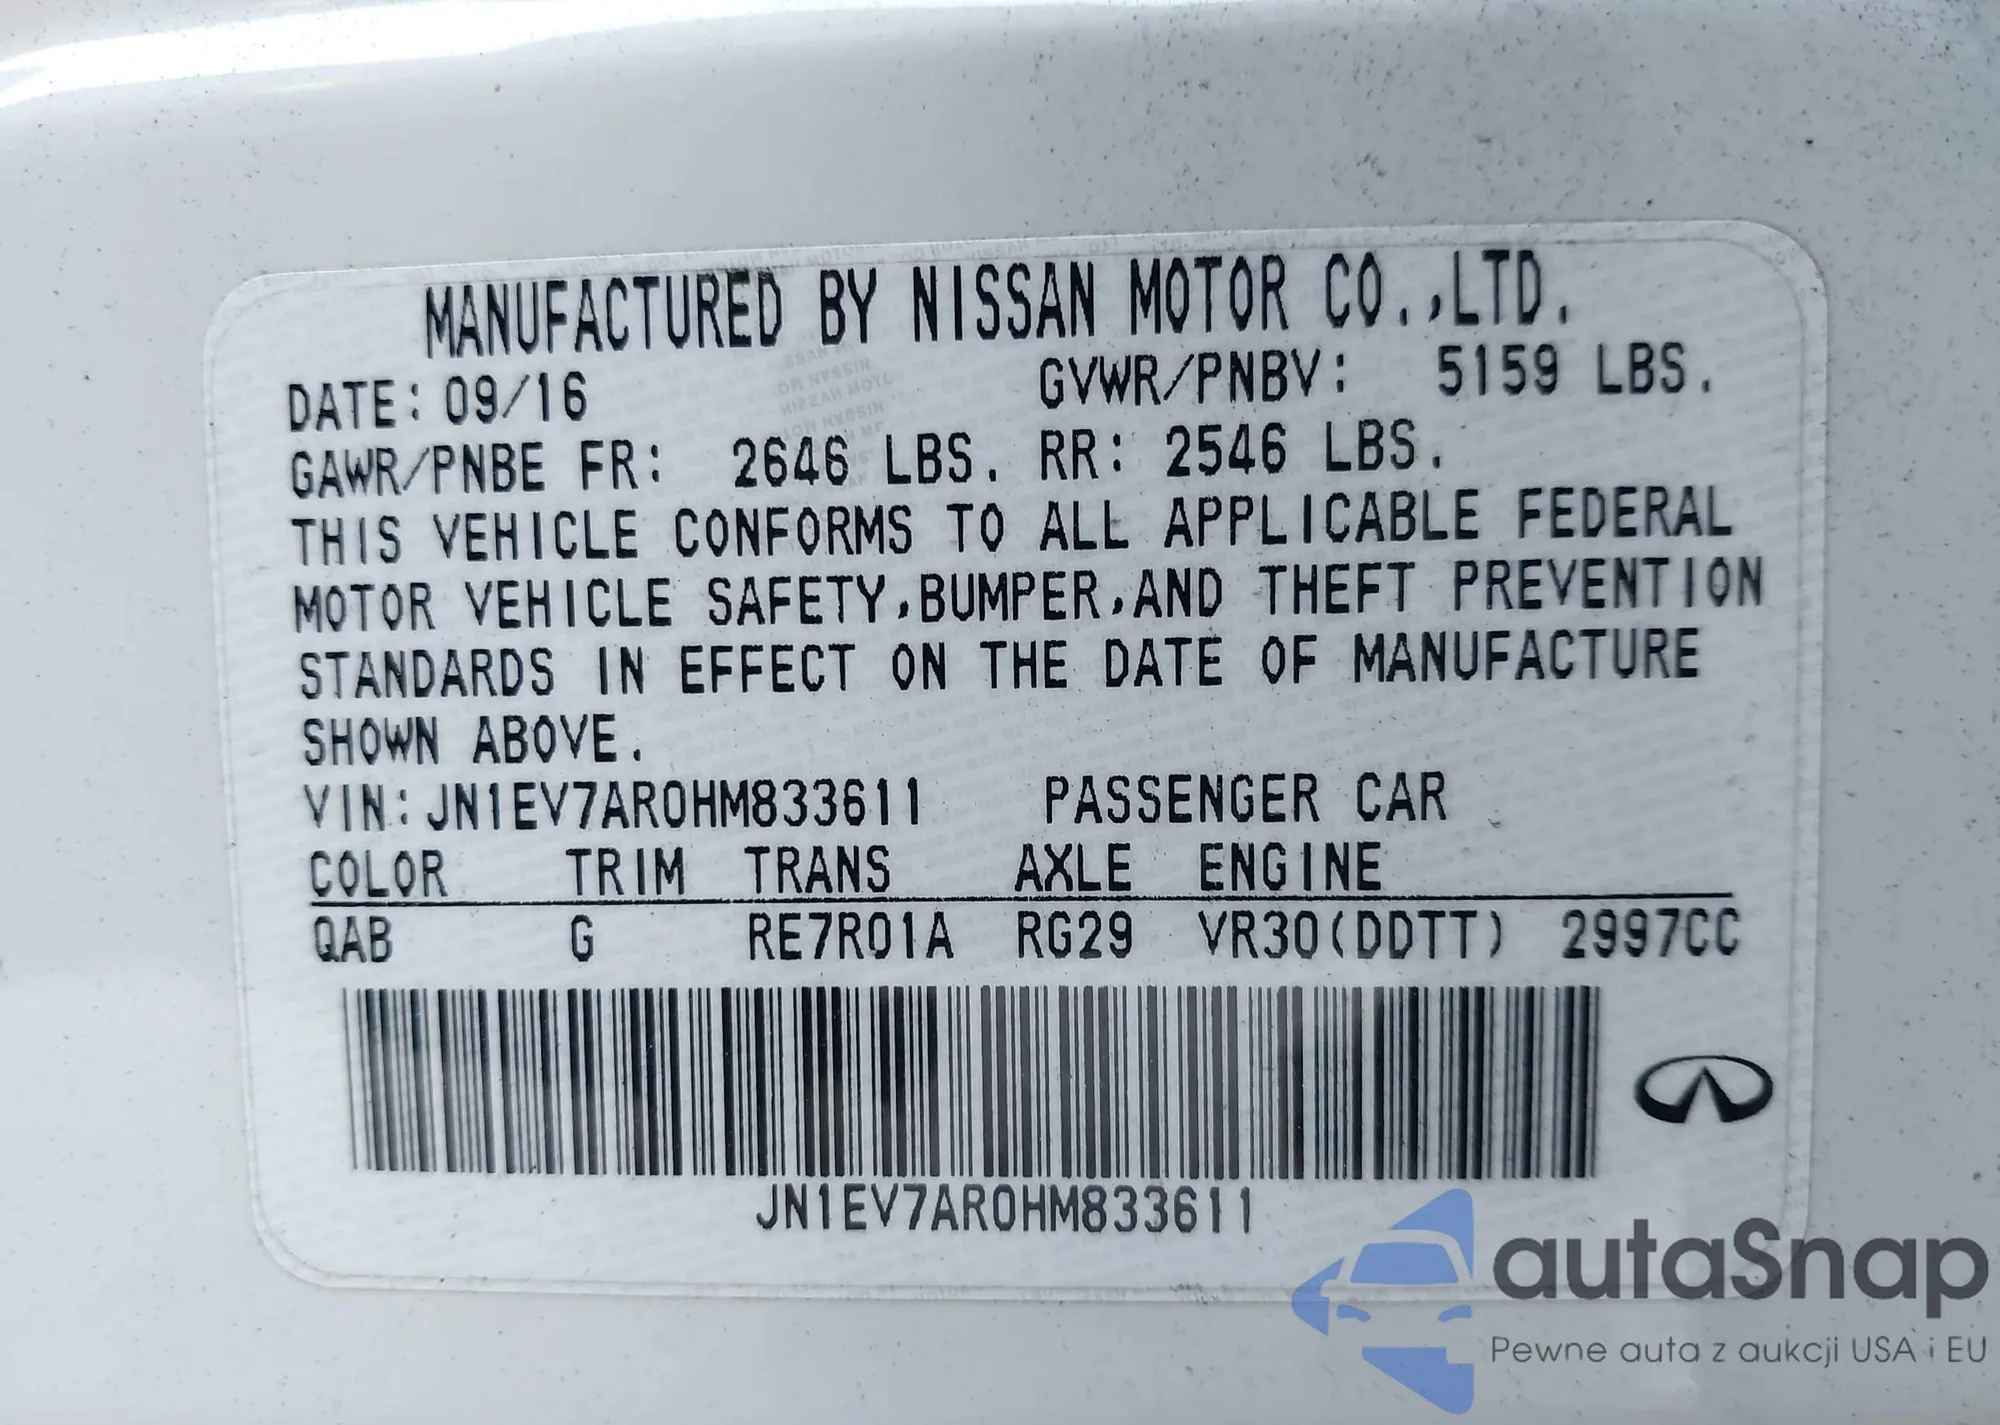 MANUFACTURED BY NISSAN MOTOR CO.,LTD.
DATE: 09/16 GVWR/PNBV: 5159 LBS.
GAWR/PNBE FR: 2646 LBS. RR: 2546 LBS.
THIS VEHICLE CONFORMS TO ALL APPLICABLE FEDERAL
MOTOR VEHICLE SAFETY,BUMPER,AND THEFT PREVENTION
STANDARDS IN EFFECT ON THE DATE OF MANUFACTURE
SHOWN ABOVE.
VIN:JN1EV7AR0HM833611 PASSENGER CAR
COLOR TRIM TRANS AXLE ENGINE
QAB G RE7R01A RG29 VR30(DDTT) 2997CC
JN1EV7AR0HM833611
autaSnap
Pewne auta z aukcji USA i EU